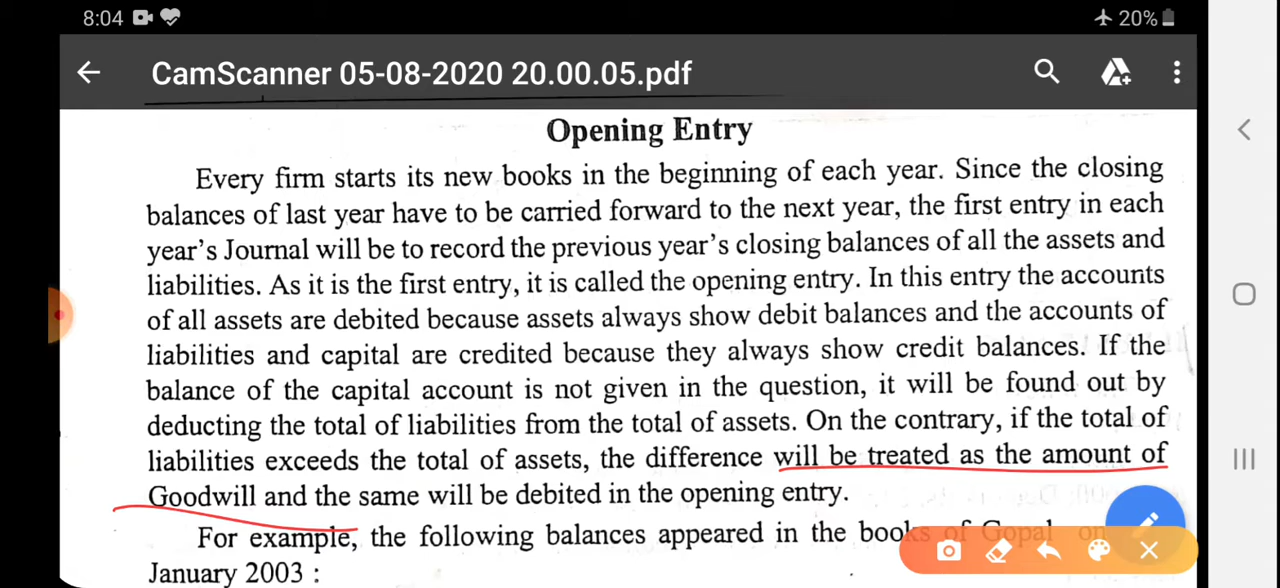 8:04 20%
CamScanner 05-08-2020 20.00.05.pdf
Opening Entry
Every firm starts its new books in the beginning of each year. Since the closing
balances of last year have to be carried forward to the next year, the first entry in each
year's Journal will be to record the previous year's closing balances of all the assets and
liabilities. As it is the first entry, it is called the opening entry. In this entry the accounts
of all assets are debited because assets always show debit balances and the accounts of
liabilities and capital are credited because they always show credit balances. If the
balance of the capital account is not given in the question, it will be found out by
deducting the total of liabilities from the total of assets. On the contrary, if the total of
liabilities exceeds the total of assets, the difference will be treated as the amount of
Goodwill and the same will be debited in the opening entry.
For example, the following balances appeared in the books of Gopal on
January 2003 :